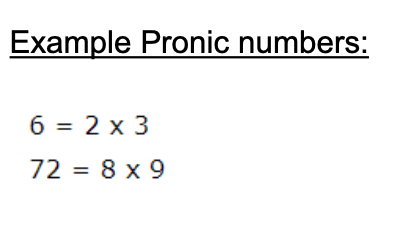 Example Pronic numbers:
6 = 2 x 3
72 = 8 x 9